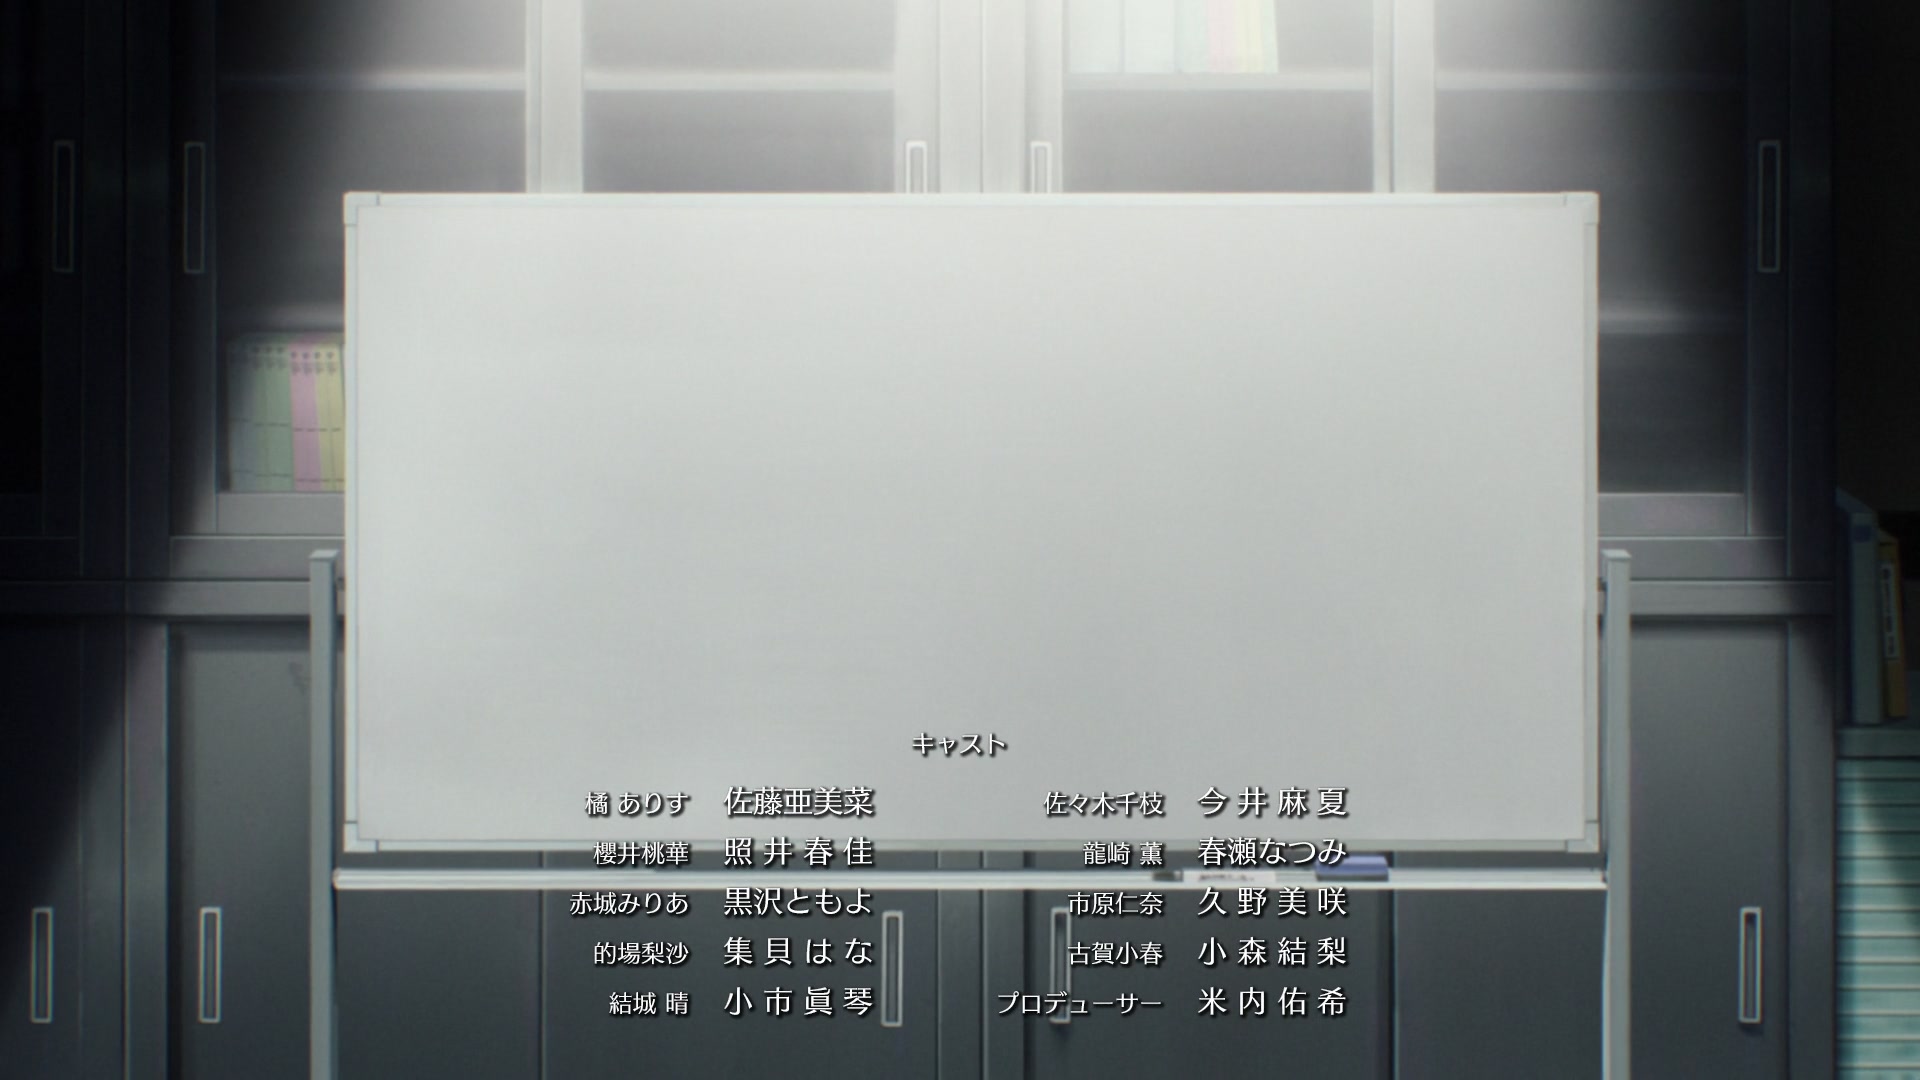 キャスト
橘 ありす 佐藤亜美菜
櫻井桃華 照井春佳
赤城みりあ 黒沢ともよ
的場梨沙 集貝はな
結城 晴 小市眞琴
佐々木千枝 今井麻夏
龍崎 薫 春瀬なつみ
市原仁奈 久野美咲
古賀小春 小森結梨
プロデューサー 米内佑希